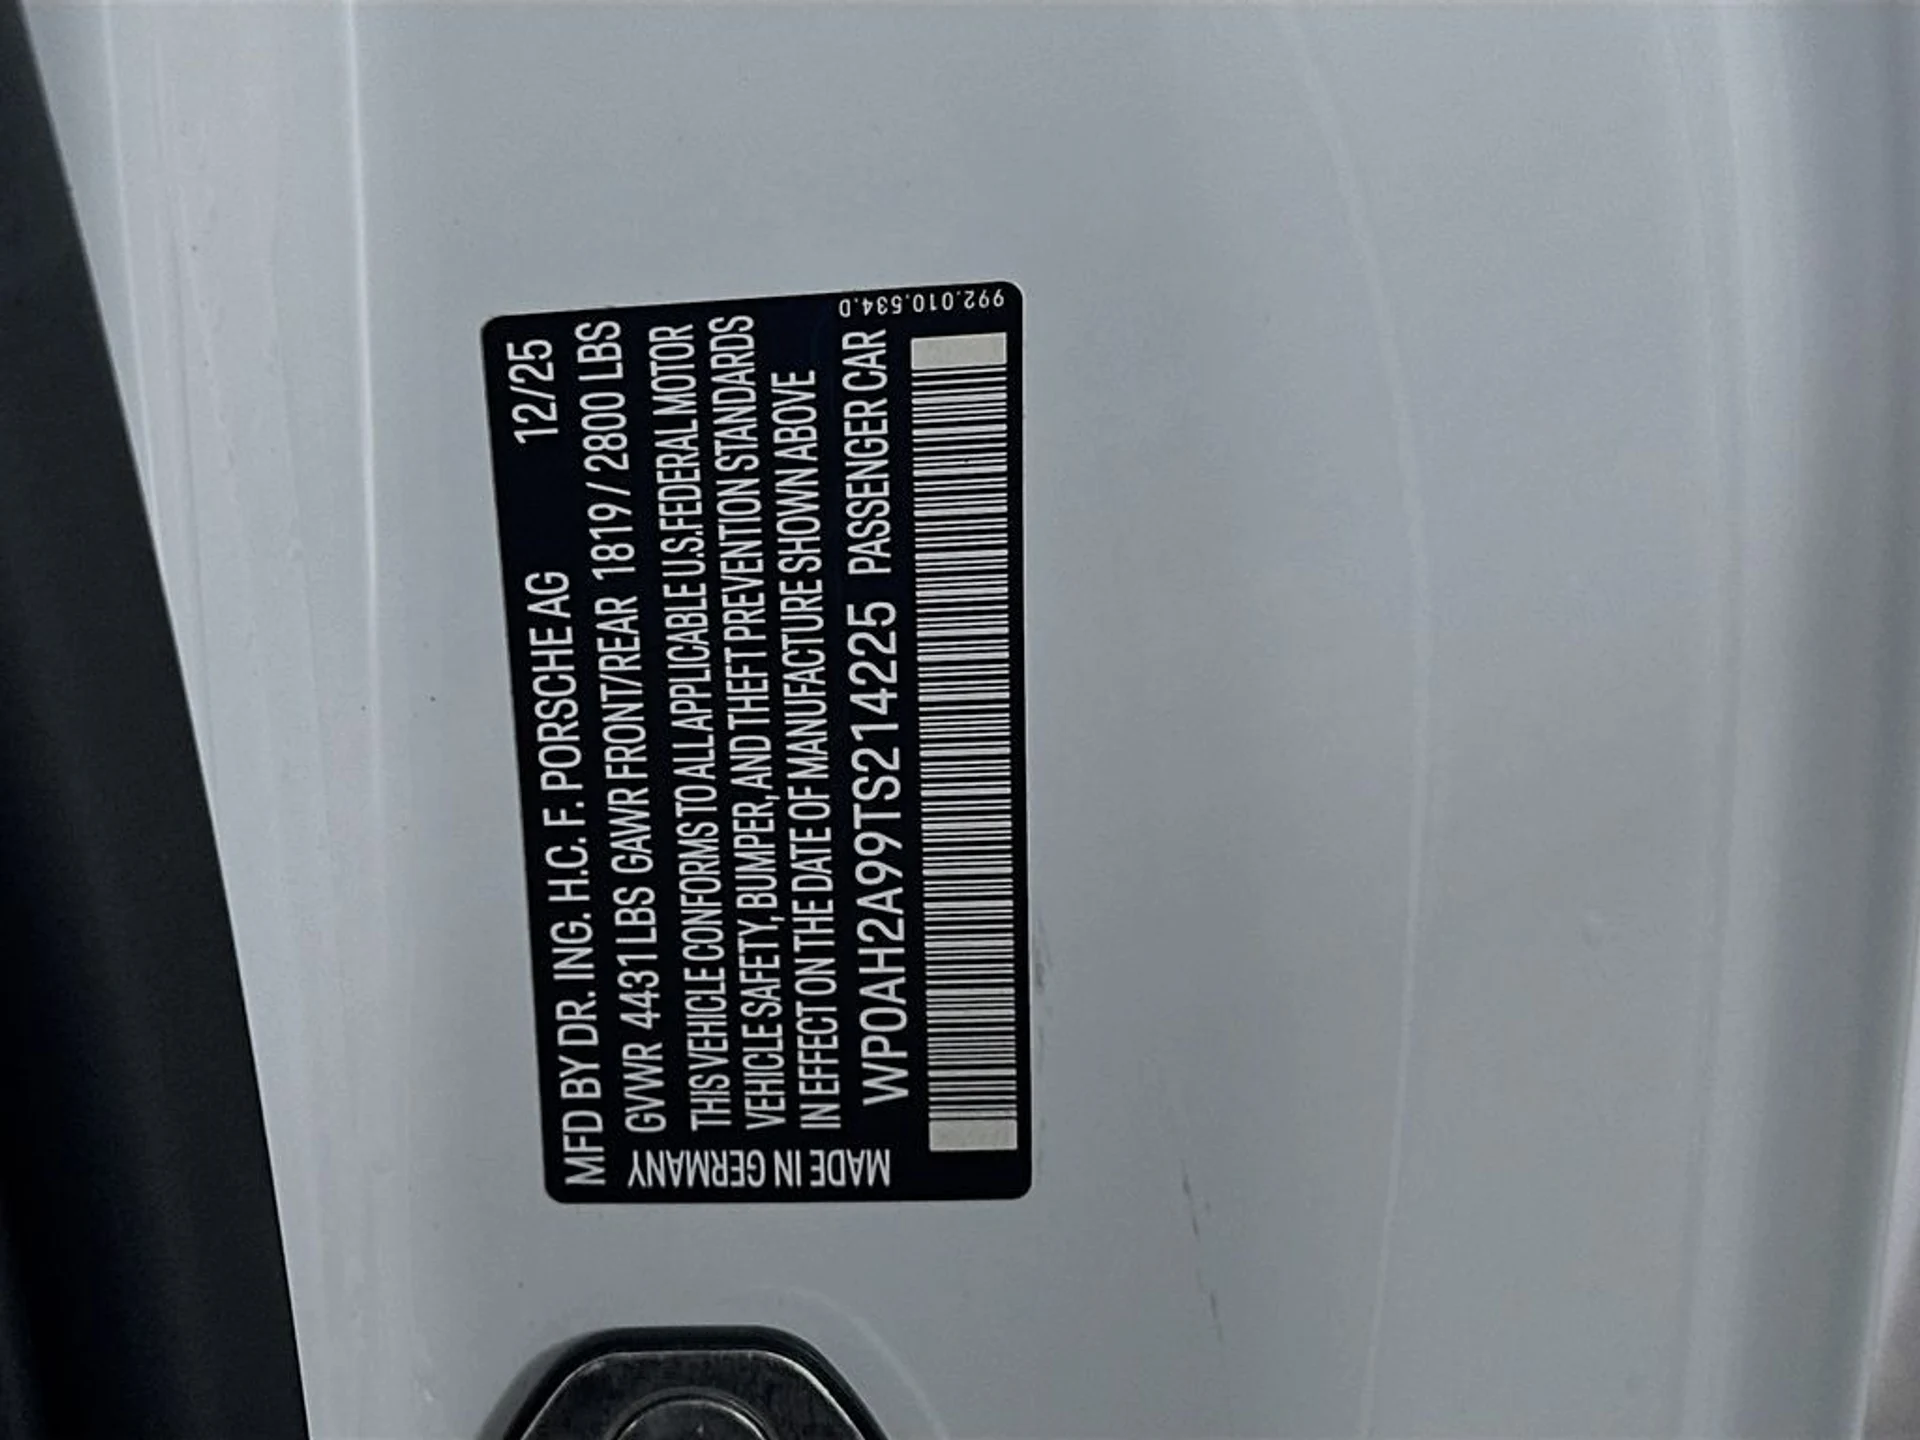 MFD BY DR. ING. H.C. F. PORSCHE AG 12/25
GVWR 4431 LBS GAWR FRONT/REAR 1819 / 2800 LBS
THIS VEHICLE CONFORMS TO ALL APPLICABLE U.S. FEDERAL MOTOR
VEHICLE SAFETY, BUMPER, AND THEFT PREVENTION STANDARDS
IN EFFECT ON THE DATE OF MANUFACTURE SHOWN ABOVE
WP0AH2A99TS214225 PASSENGER CAR
MADE IN GERMANY
992.010.534.D